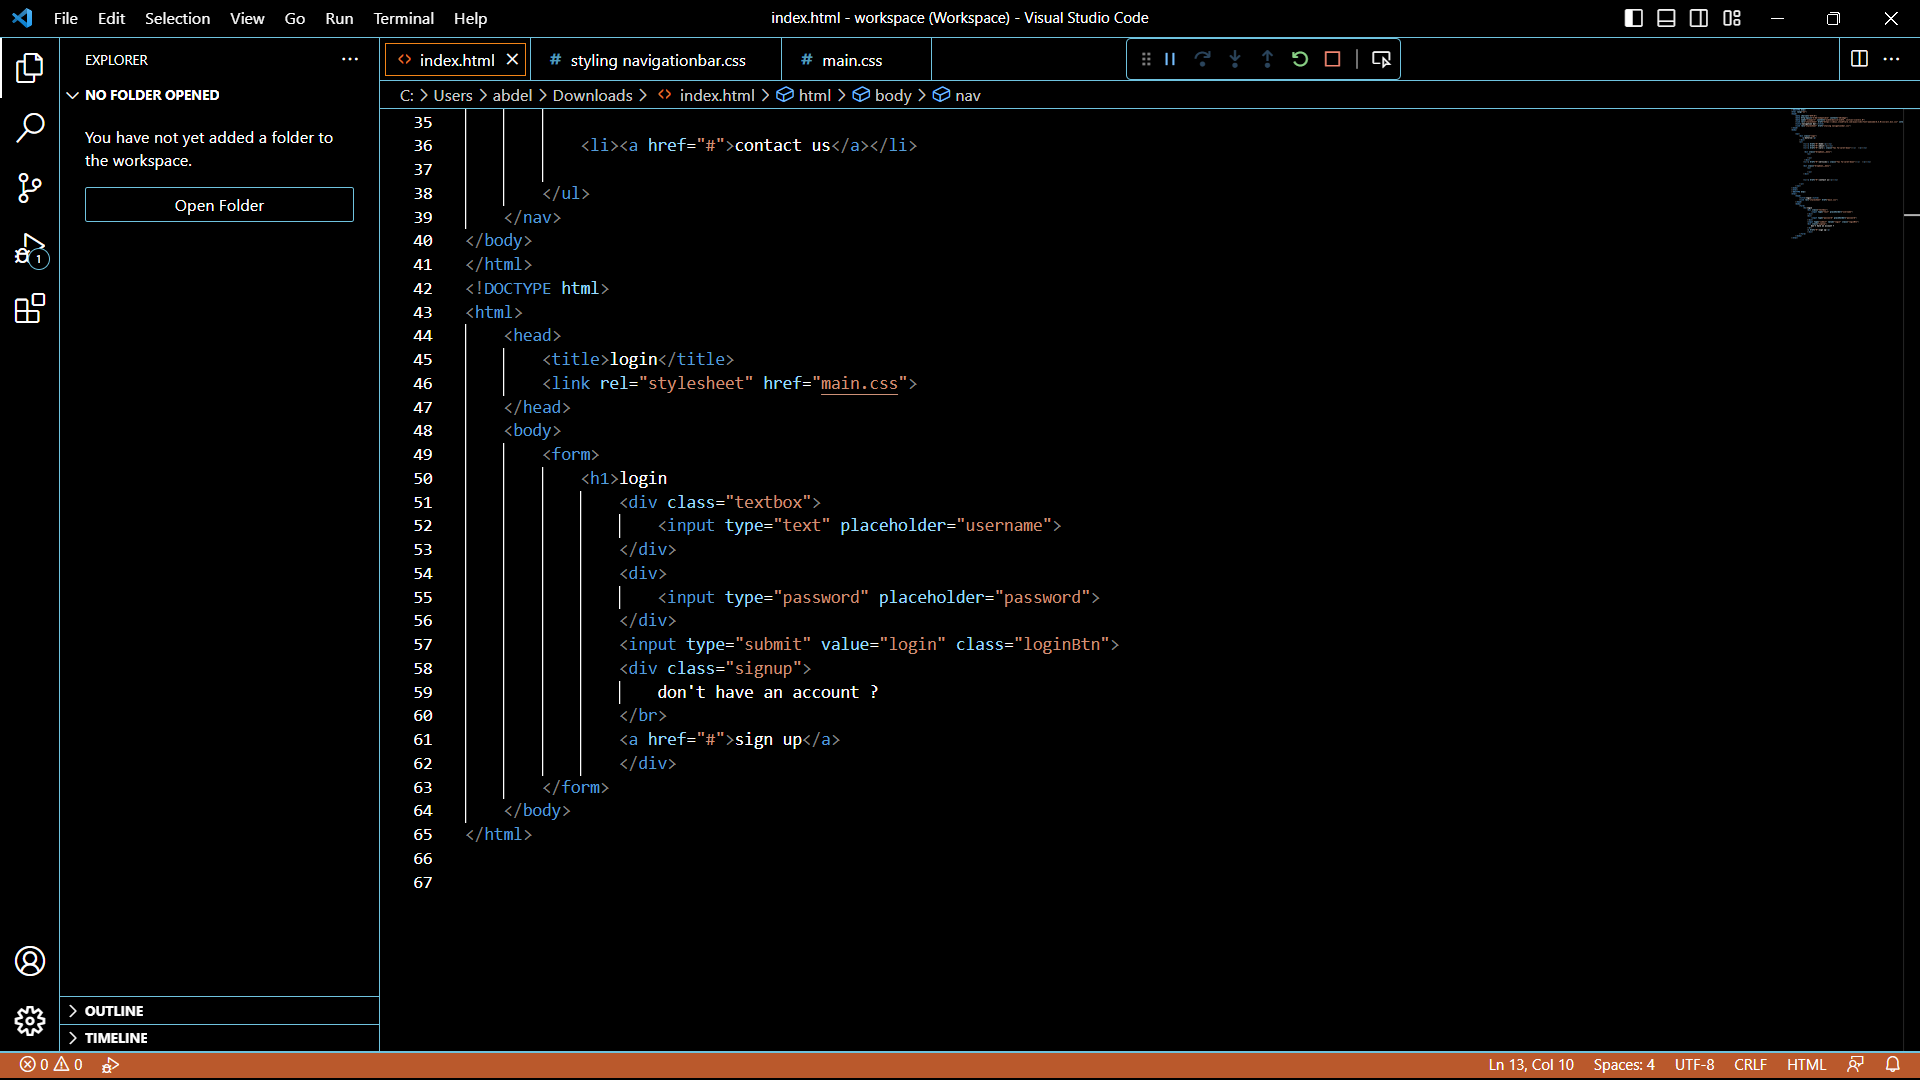 File Edit Selection View Go Run Terminal Help
index.html - workspace (Workspace) - Visual Studio Code
EXPLORER
NO FOLDER OPENED
You have not yet added a folder to
the workspace.
Open Folder
1
OUTLINE
TIMELINE
index.html
# styling navigationbar.css
# main.css
C: > Users > abdel > Downloads > index.html > html > body > nav
35
36 <li><a href="#">contact us</a></li>
37
38 </ul>
39 </nav>
40 </body>
41 </html>
42 <!DOCTYPE html>
43 <html>
44 <head>
45 <title>login</title>
46 <link rel="stylesheet" href="main.css">
47 </head>
48 <body>
49 <form>
50 <h1>login
51 <div class="textbox">
52 <input type="text" placeholder="username">
53 </div>
54 <div>
55 <input type="password" placeholder="password">
56 </div>
57 <input type="submit" value="login" class="loginBtn">
58 <div class="signup">
59 don't have an account ?
60 </br>
61 <a href="#">sign up</a>
62 </div>
63 </form>
64 </body>
65 </html>
66
67
0 0
Ln 13, Col 10 Spaces: 4 UTF-8 CRLF HTML